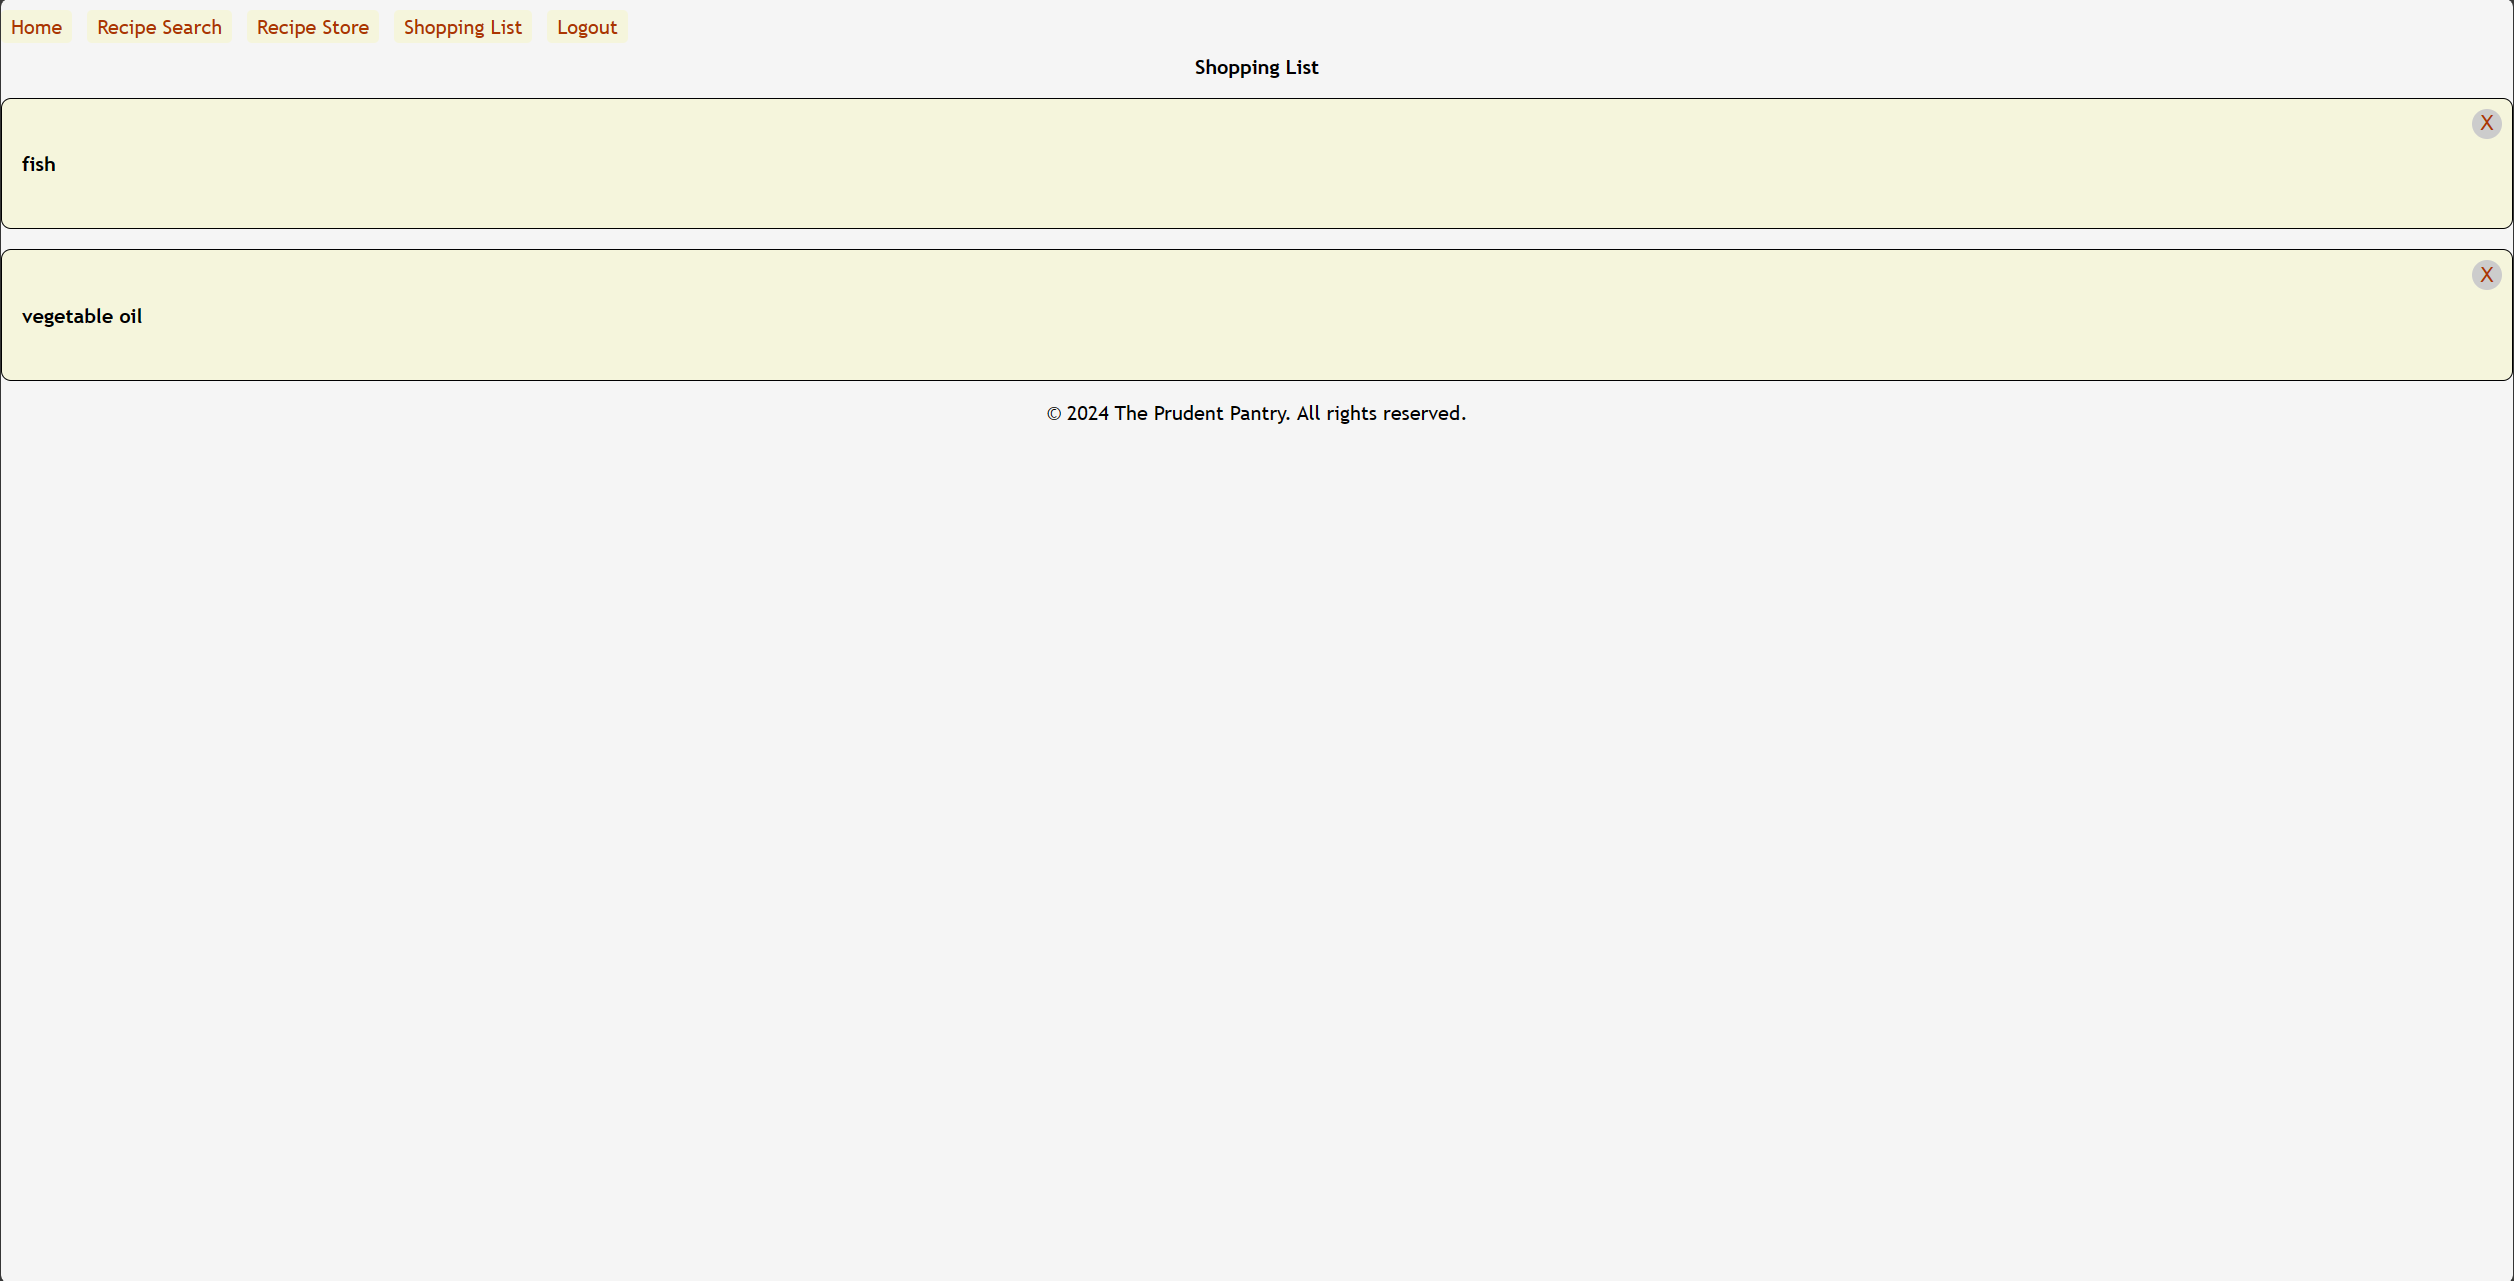 Home Recipe Search Recipe Store Shopping List Logout
Shopping List
X
fish
X
vegetable oil
© 2024 The Prudent Pantry. All rights reserved.